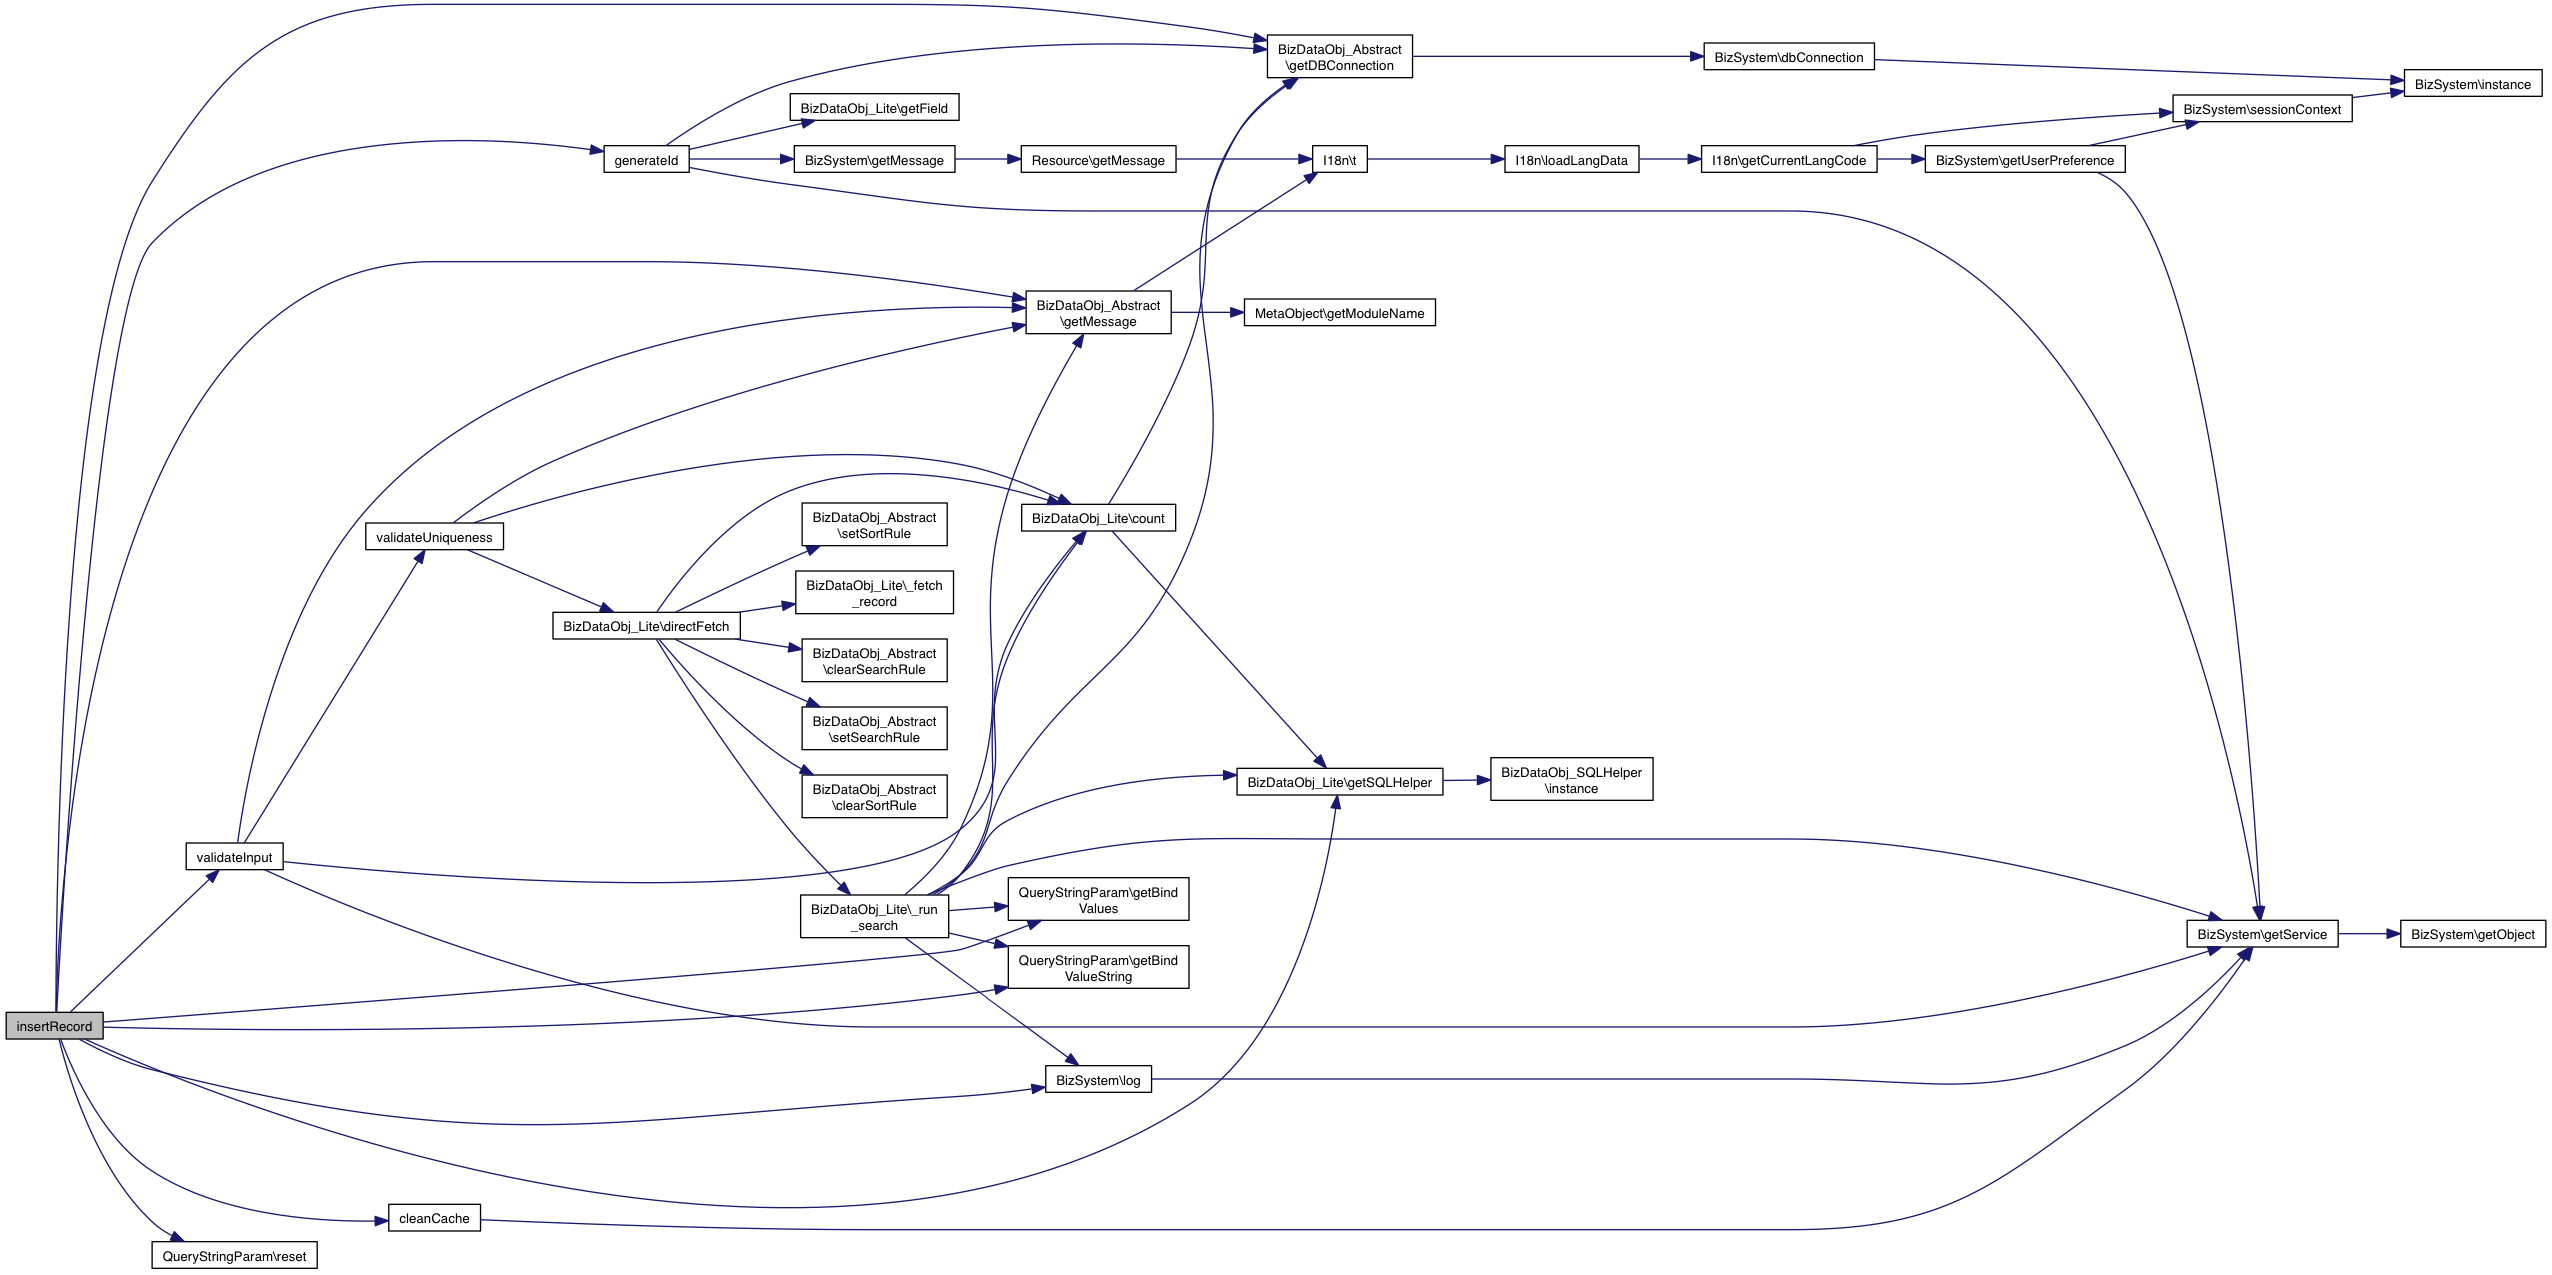 BizDataObj_Abstract
\getDBConnection
BizSystem\dbConnection
BizSystem\instance
BizDataObj_Lite\getField
BizSystem\sessionContext
generateId
BizSystem\getMessage
Resource\getMessage
I18n\t
I18n\loadLangData
I18n\getCurrentLangCode
BizSystem\getUserPreference
BizDataObj_Abstract
\getMessage
MetaObject\getModuleName
validateUniqueness
BizDataObj_Abstract
\setSortRule
BizDataObj_Lite\count
BizDataObj_Lite\_fetch
_record
BizDataObj_Lite\directFetch
BizDataObj_Abstract
\clearSearchRule
BizDataObj_Abstract
\setSearchRule
BizDataObj_Abstract
\clearSortRule
BizDataObj_Lite\getSQLHelper
BizDataObj_SQLHelper
\instance
validateInput
BizDataObj_Lite\_run
_search
QueryStringParam\getBind
Values
QueryStringParam\getBind
ValueString
BizSystem\getService
BizSystem\getObject
insertRecord
BizSystem\log
cleanCache
QueryStringParam\reset